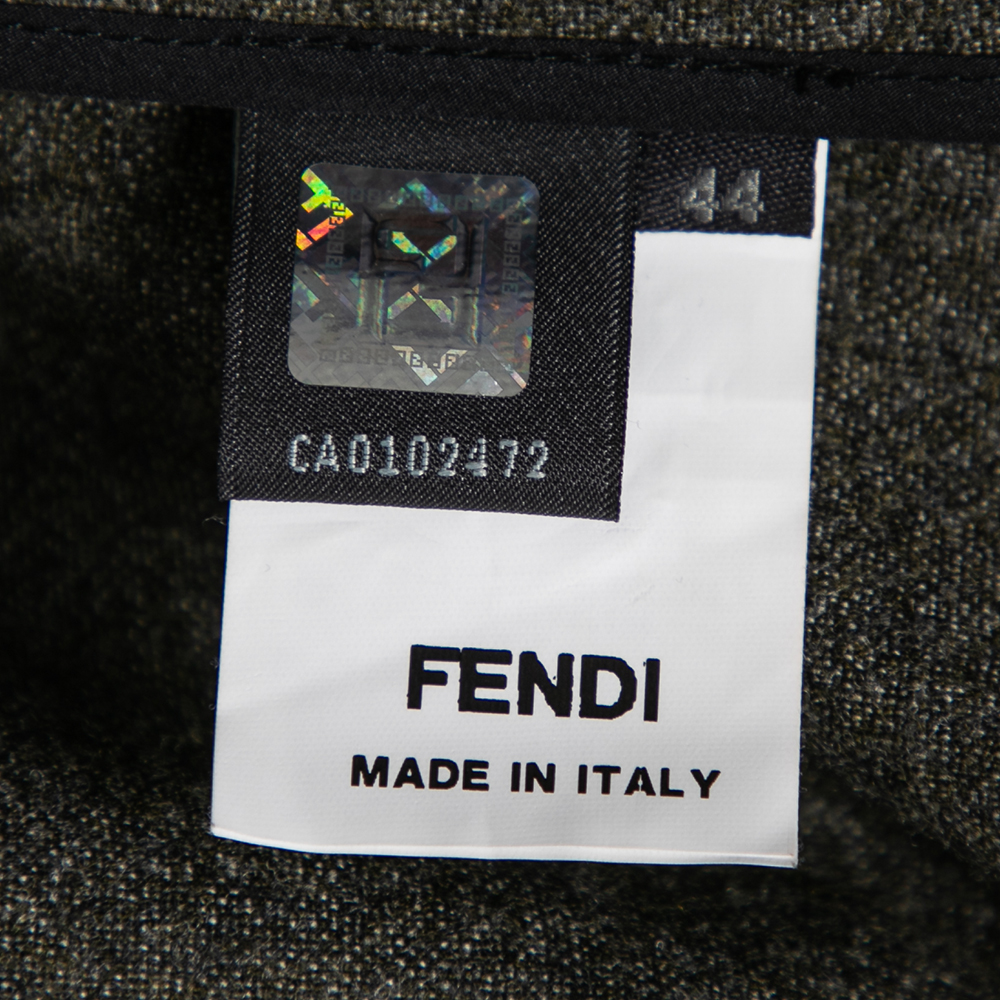 44
CA0102472
FENDI
MADE IN ITALY